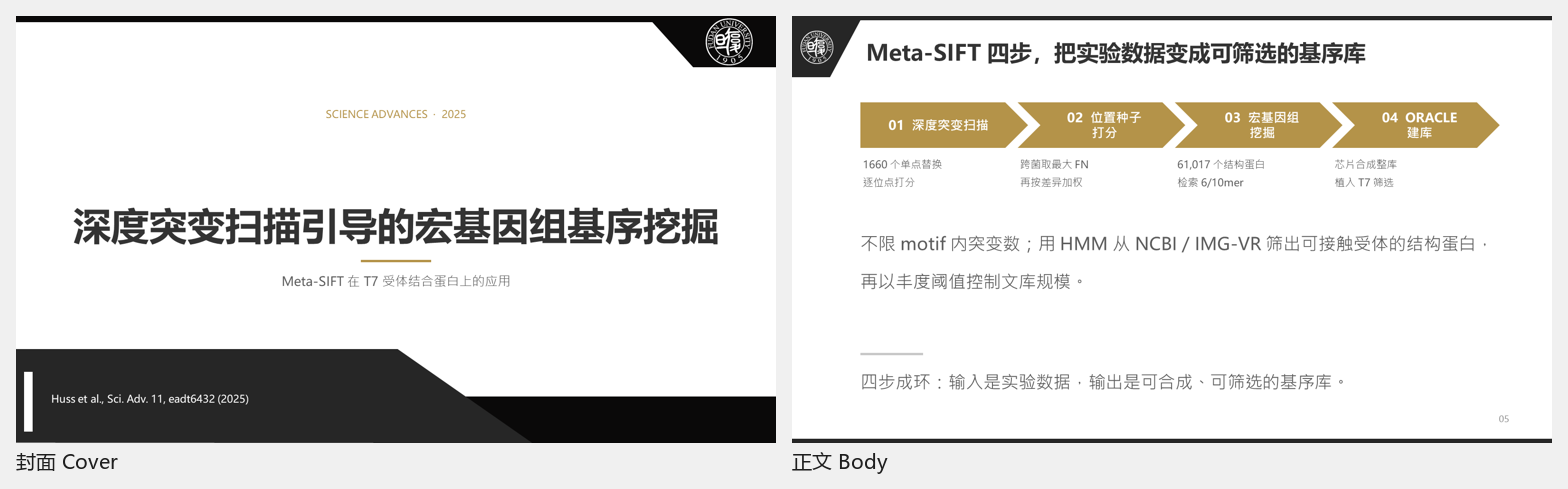 FUDAN UNIVERSITY
1905
SCIENCE ADVANCES · 2025
深度突变扫描引导的宏基因组基序挖掘
Meta-SIFT 在 T7 受体结合蛋白上的应用
Huss et al., Sci. Adv. 11, eadt6432 (2025)
封面 Cover
Meta-SIFT 四步，把实验数据变成可筛选的基序库
01 深度突变扫描
02 位置种子
打分
03 宏基因组
挖掘
04 ORACLE
建库
1660 个单点替换
逐位点打分
跨菌取最大 FN
再按差异加权
61,017 个结构蛋白
检索 6/10mer
芯片合成整库
植入 T7 筛选
不限 motif 内突变数；用 HMM 从 NCBI / IMG-VR 筛出可接触受体的结构蛋白，
再以丰度阈值控制文库规模。
四步成环：输入是实验数据，输出是可合成、可筛选的基序库。
05
正文 Body